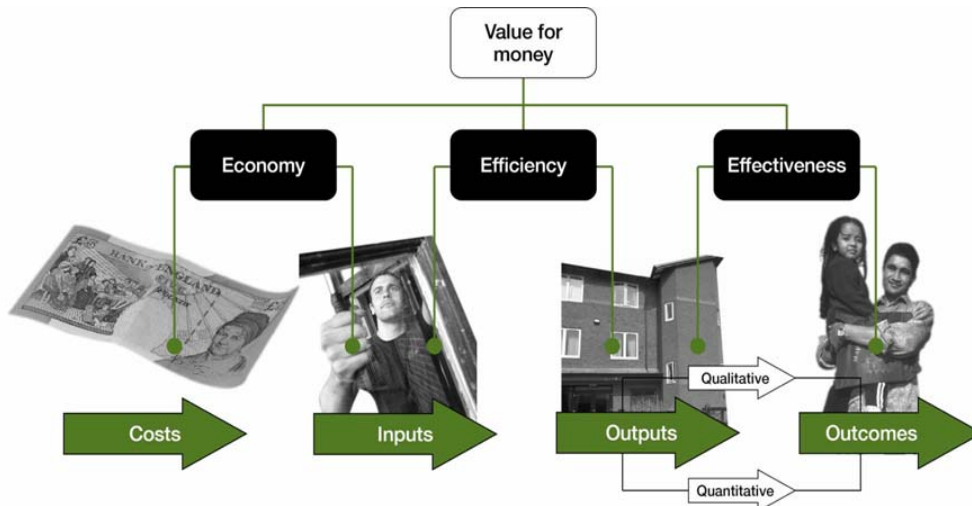 Value for
money
Economy
Efficiency
Effectiveness
BANK OF ENGLAND
Qualitative
Costs
Inputs
Outputs
Outcomes
Quantitative